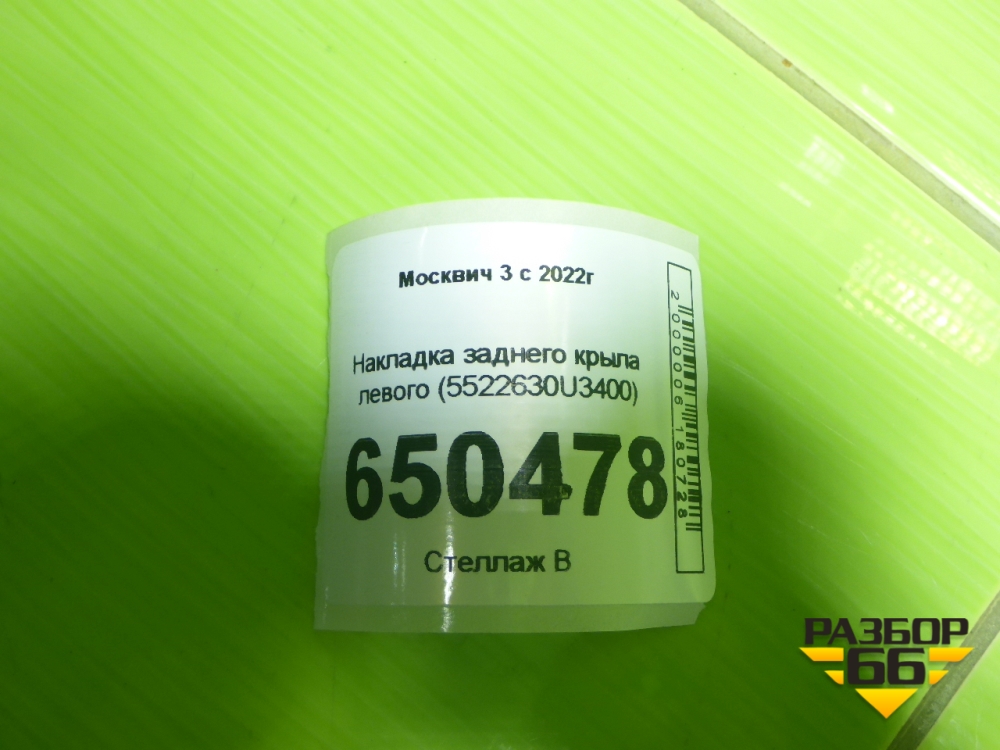 Москвич 3 с 2022г
Накладка заднего крыла
левого (5522630U3400)
650478
Стеллаж В
2000006180728
РАЗБОР
66